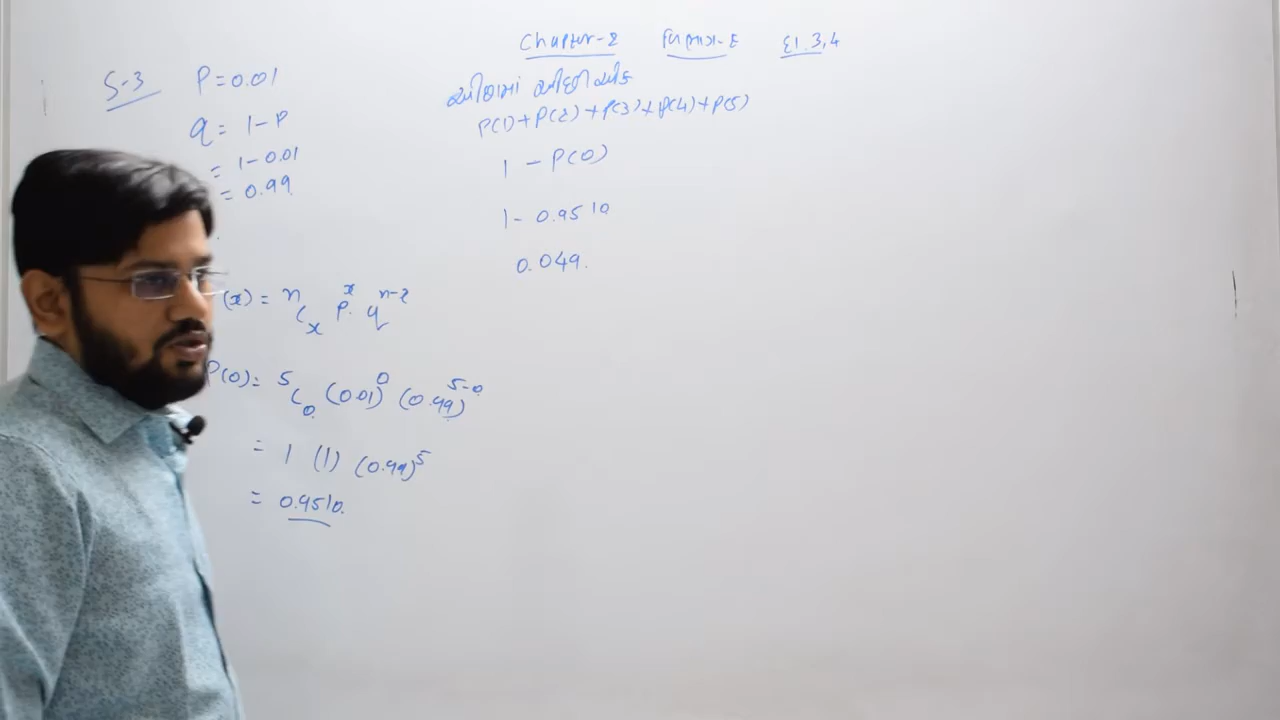 Chapter-2 વિભાગ-E દા.3,4
S-3 P=0.01
q = 1-P
= 1-0.01
= 0.99
(x) = ⁿCₓ pˣ. qⁿ⁻ˣ
P(0) = ⁵C₀ (0.01)⁰ (0.99)⁵⁻⁰
= 1 (1) (0.99)⁵
= 0.9510.
ઓછામાં ઓછી એક
P(1)+P(2)+P(3)+P(4)+P(5)
1 - P(0)
1- 0.9510
0.049.